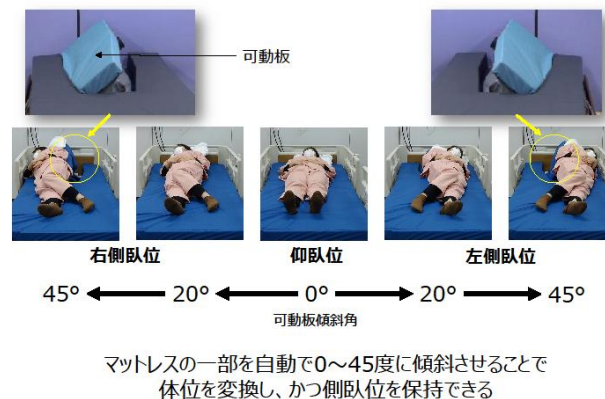 可動板
右側臥位
仰臥位
左側臥位
45° 20° 0° 20° 45°
可動板傾斜角
マットレスの一部を自動で0～45度に傾斜させることで
体位を変換し、かつ側臥位を保持できる